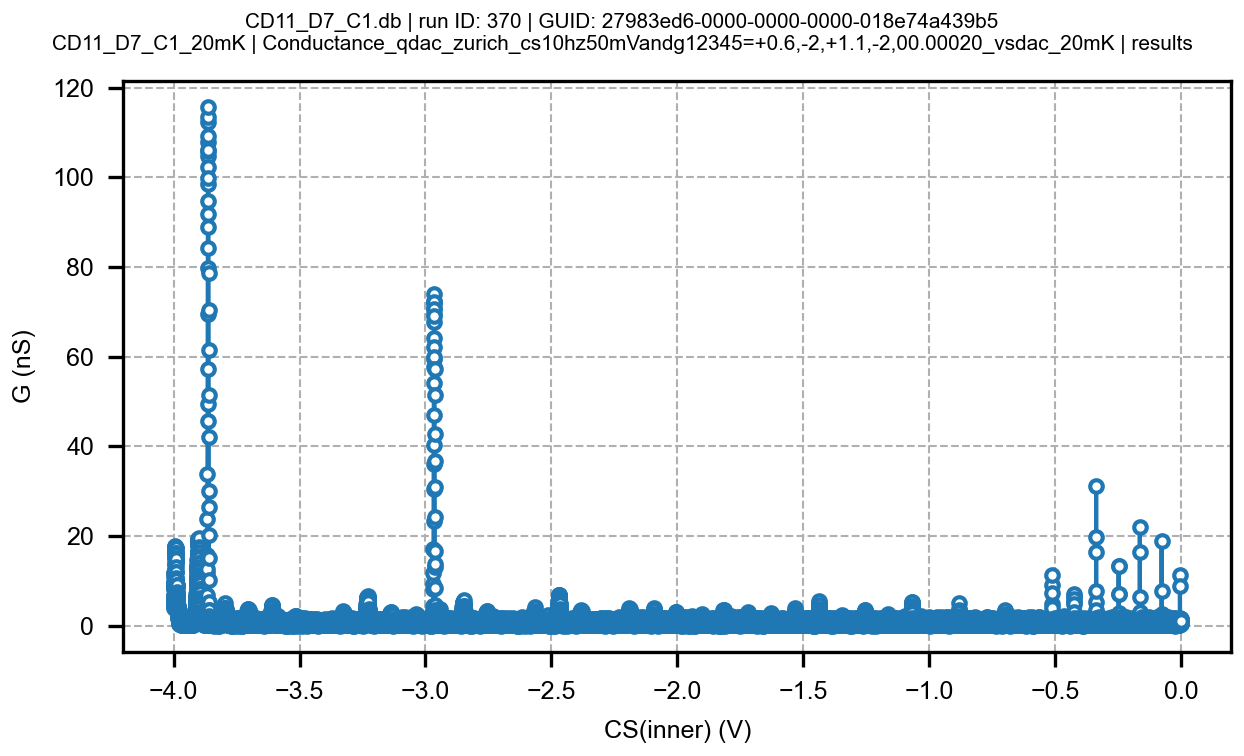 CD11_D7_C1.db | run ID: 370 | GUID: 27983ed6-0000-0000-0000-018e74a439b5
CD11_D7_C1_20mK | Conductance_qdac_zurich_cs10hz50mVandg12345=+0.6,-2,+1.1,-2,00.00020_vsdac_20mK | results
120
100
80
60
40
20
0
G (nS)
−4.0 −3.5 −3.0 −2.5 −2.0 −1.5 −1.0 −0.5 0.0
CS(inner) (V)